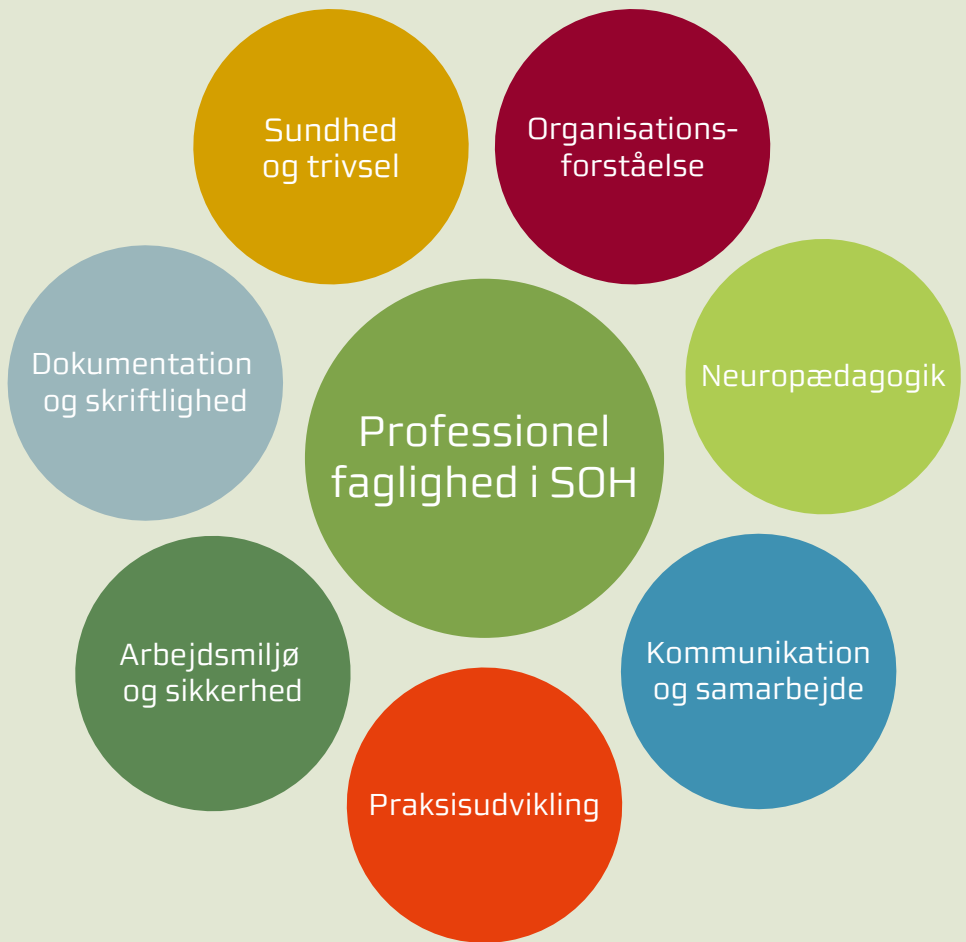 Sundhed
og trivsel
Organisations-
forståelse
Dokumentation
og skriftlighed
Neuropædagogik
Professionel
faglighed i SOH
Arbejdsmiljø
og sikkerhed
Kommunikation
og samarbejde
Praksisudvikling